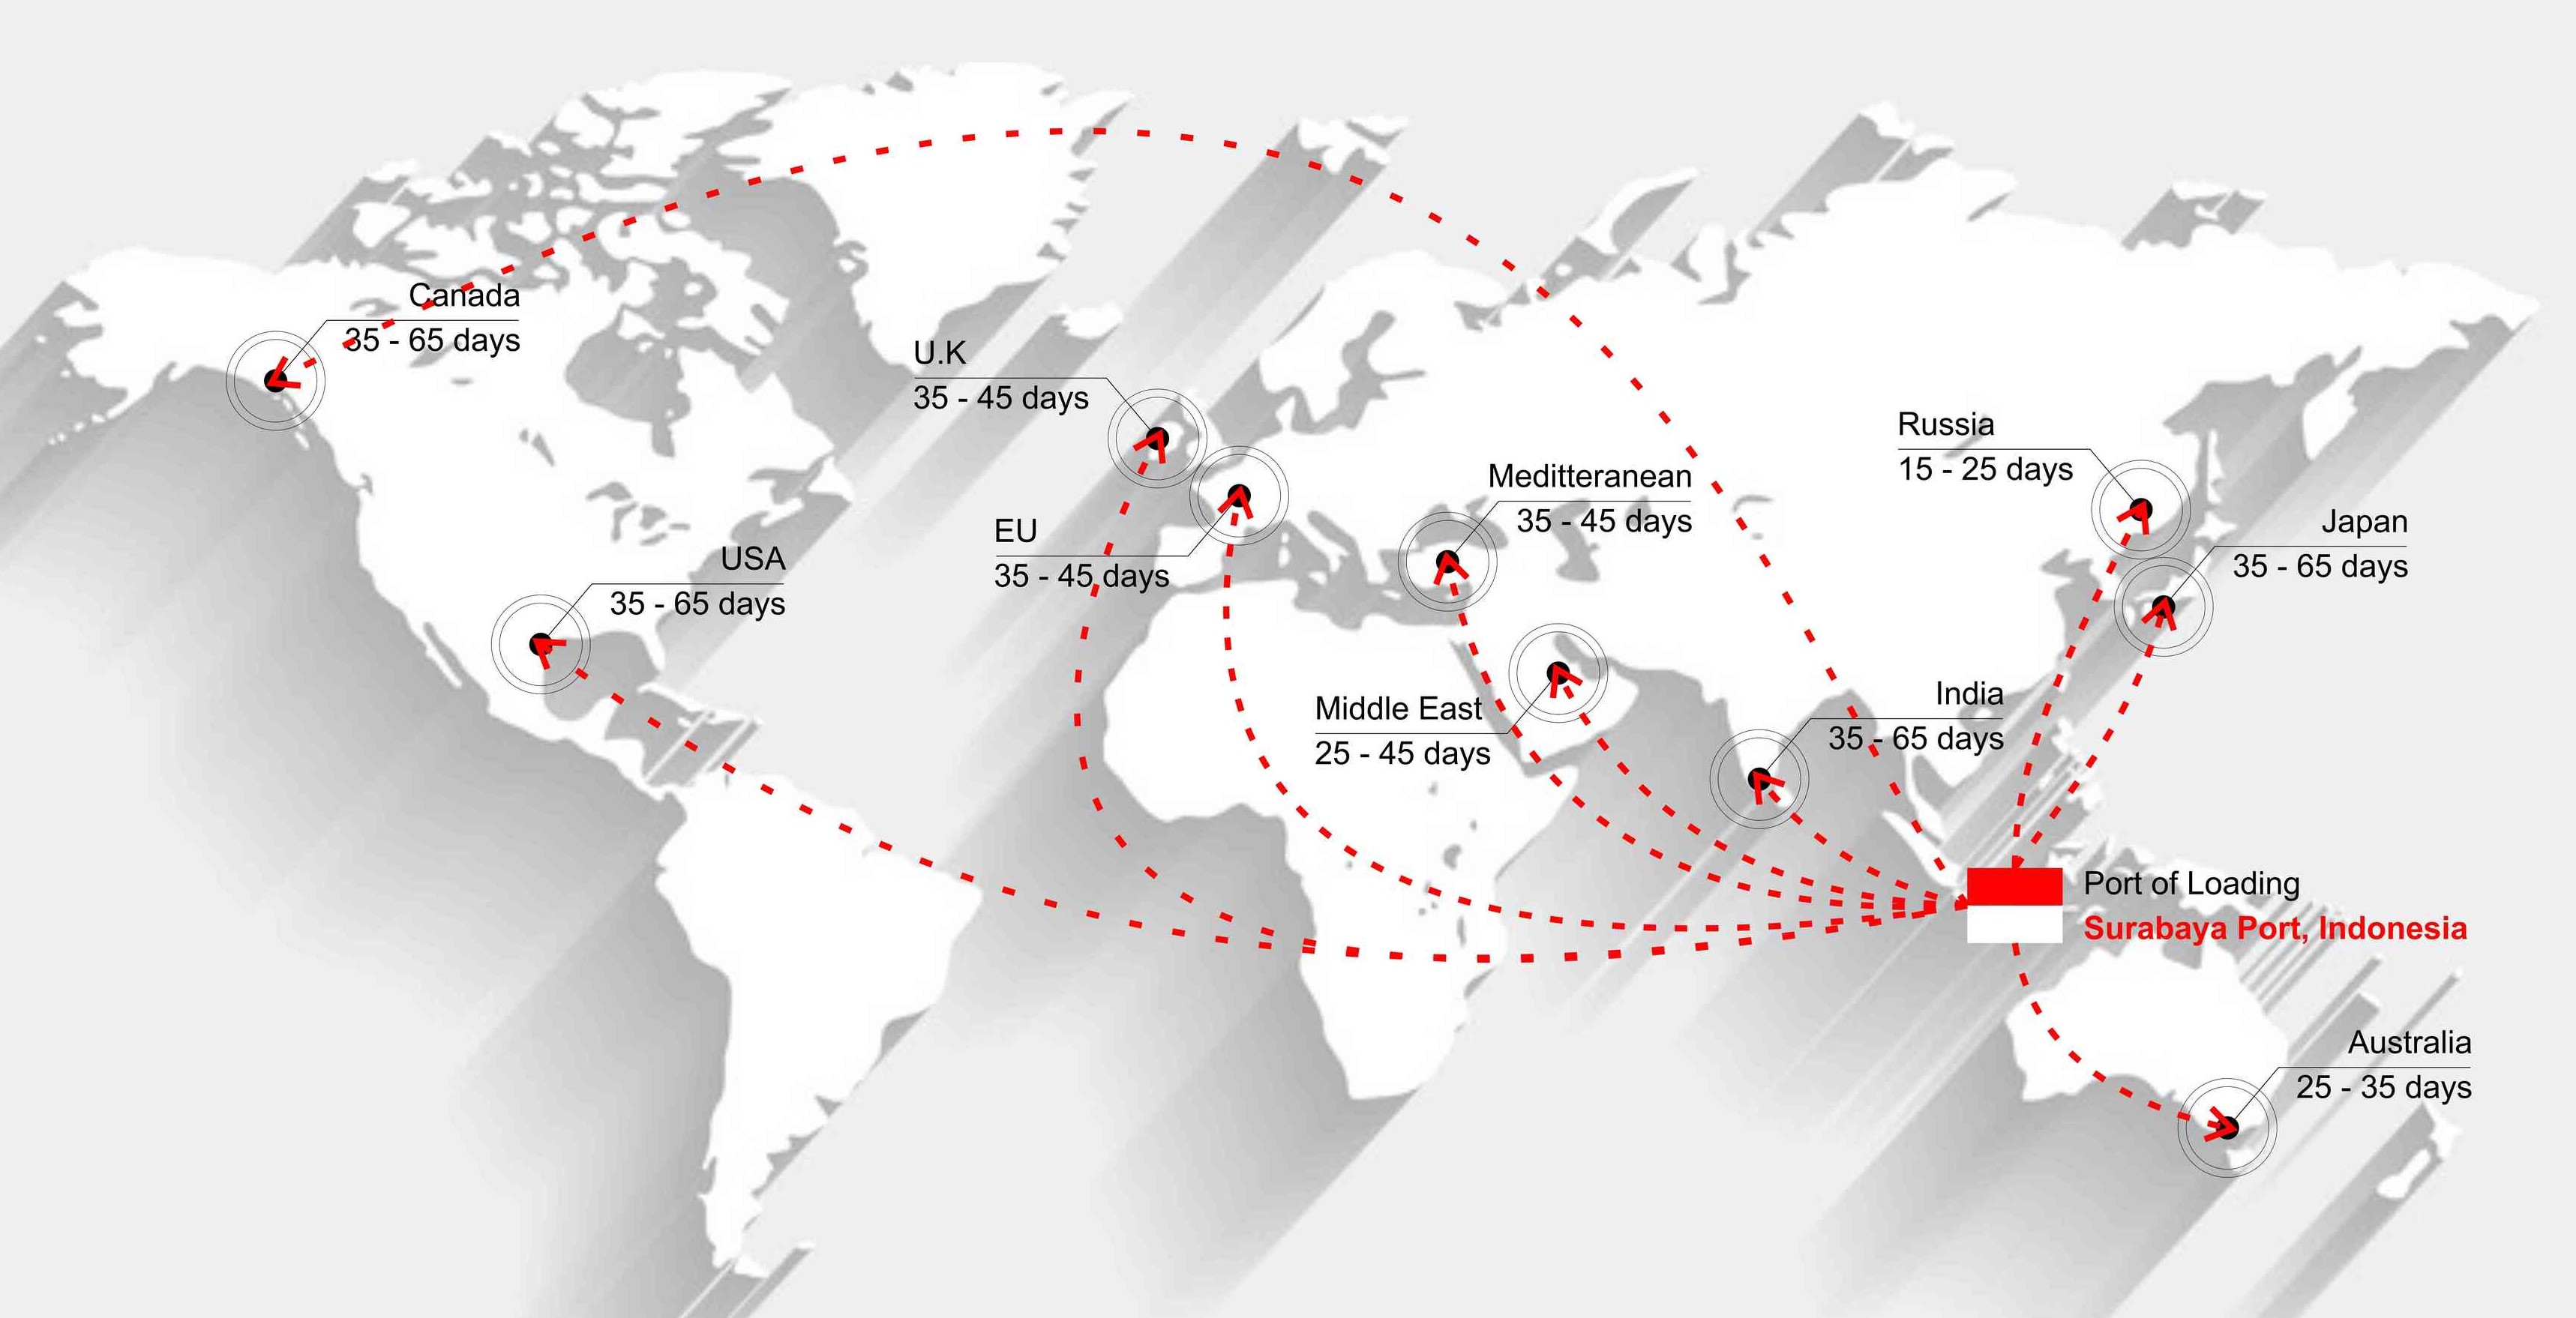 Canada
35 - 65 days
U.K
35 - 45 days
Russia
15 - 25 days
Meditteranean
35 - 45 days
EU
35 - 45 days
Japan
35 - 65 days
USA
35 - 65 days
India
35 - 65 days
Middle East
25 - 45 days
Port of Loading
Surabaya Port, Indonesia
Australia
25 - 35 days